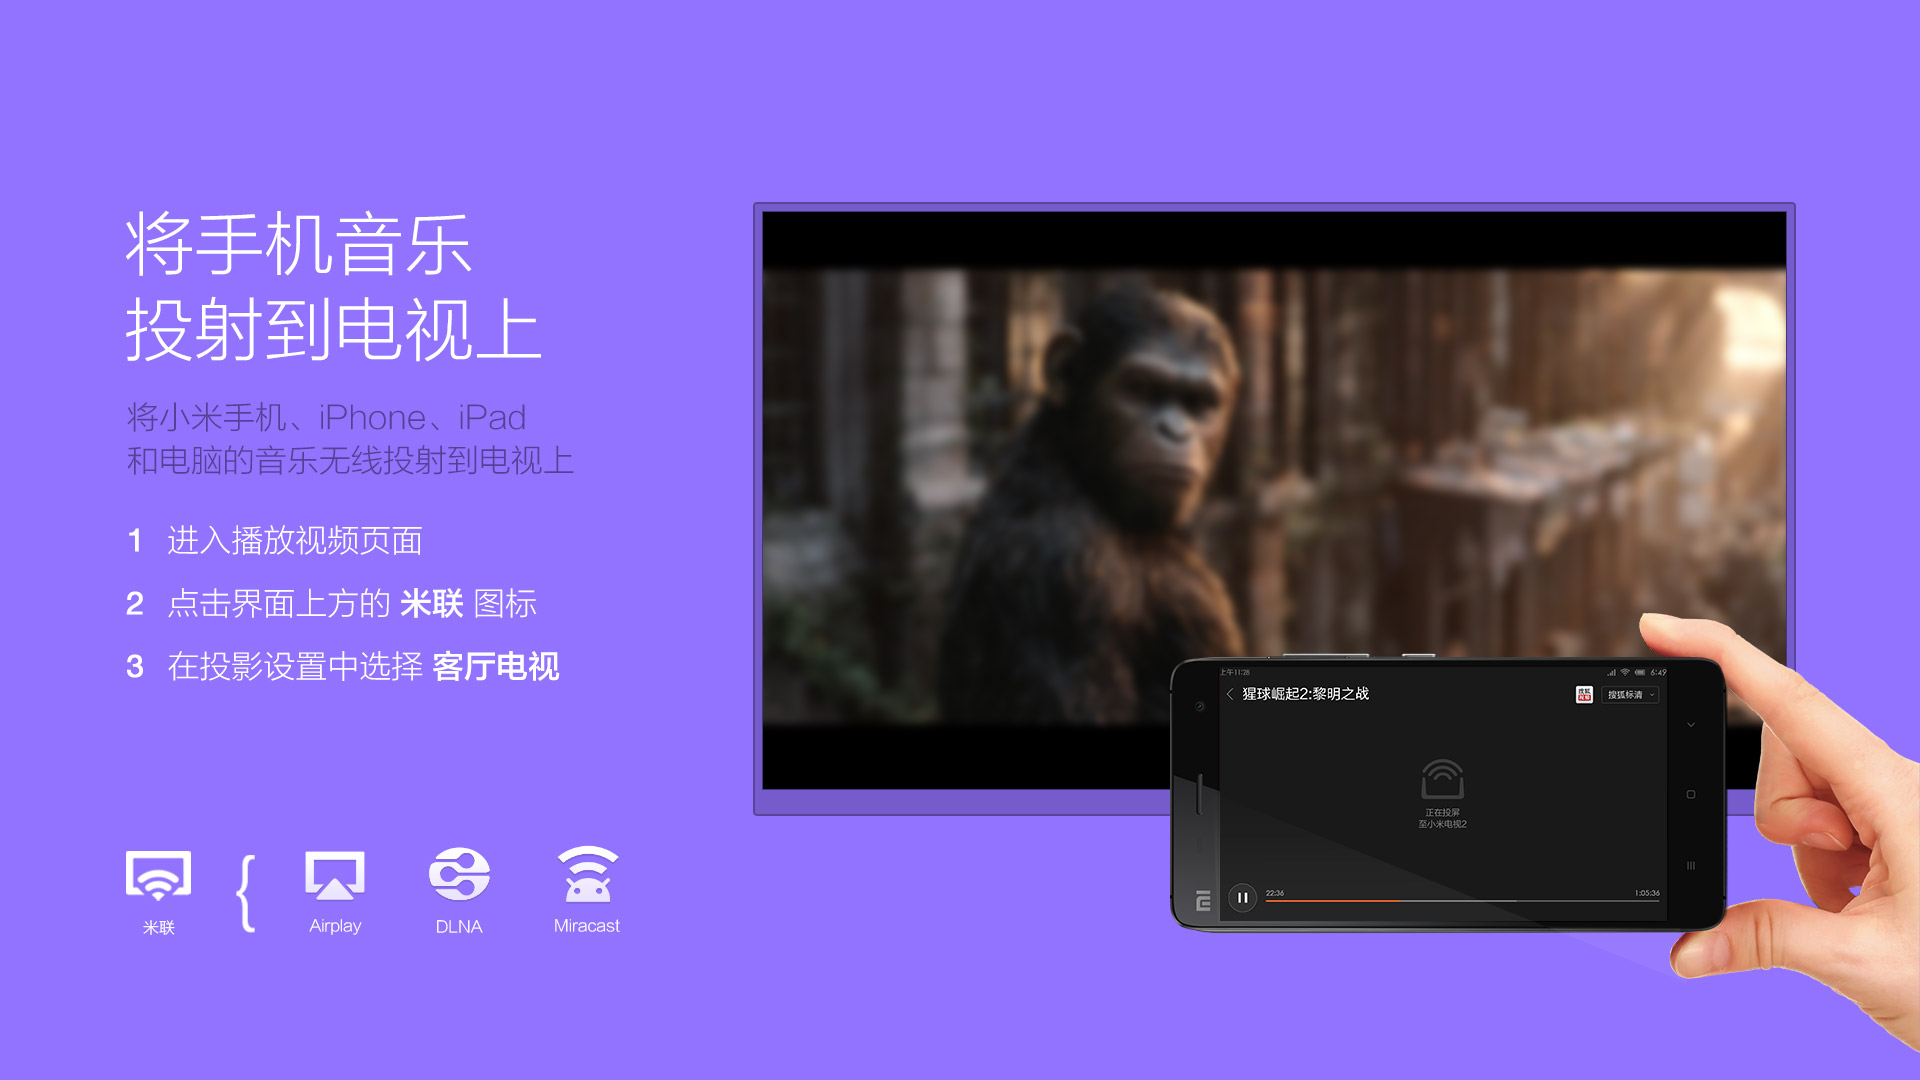 将手机音乐
投射到电视上
将小米手机、iPhone、iPad
和电脑的音乐无线投射到电视上
1 进入播放视频页面
2 点击界面上方的 米联 图标
3 在投影设置中选择 客厅电视
米联
{
Airplay
DLNA
Miracast
上午11:28
6:49
猩球崛起2:黎明之战
搜狐标清
正在投屏
至小米电视2
22:36
1:05:36